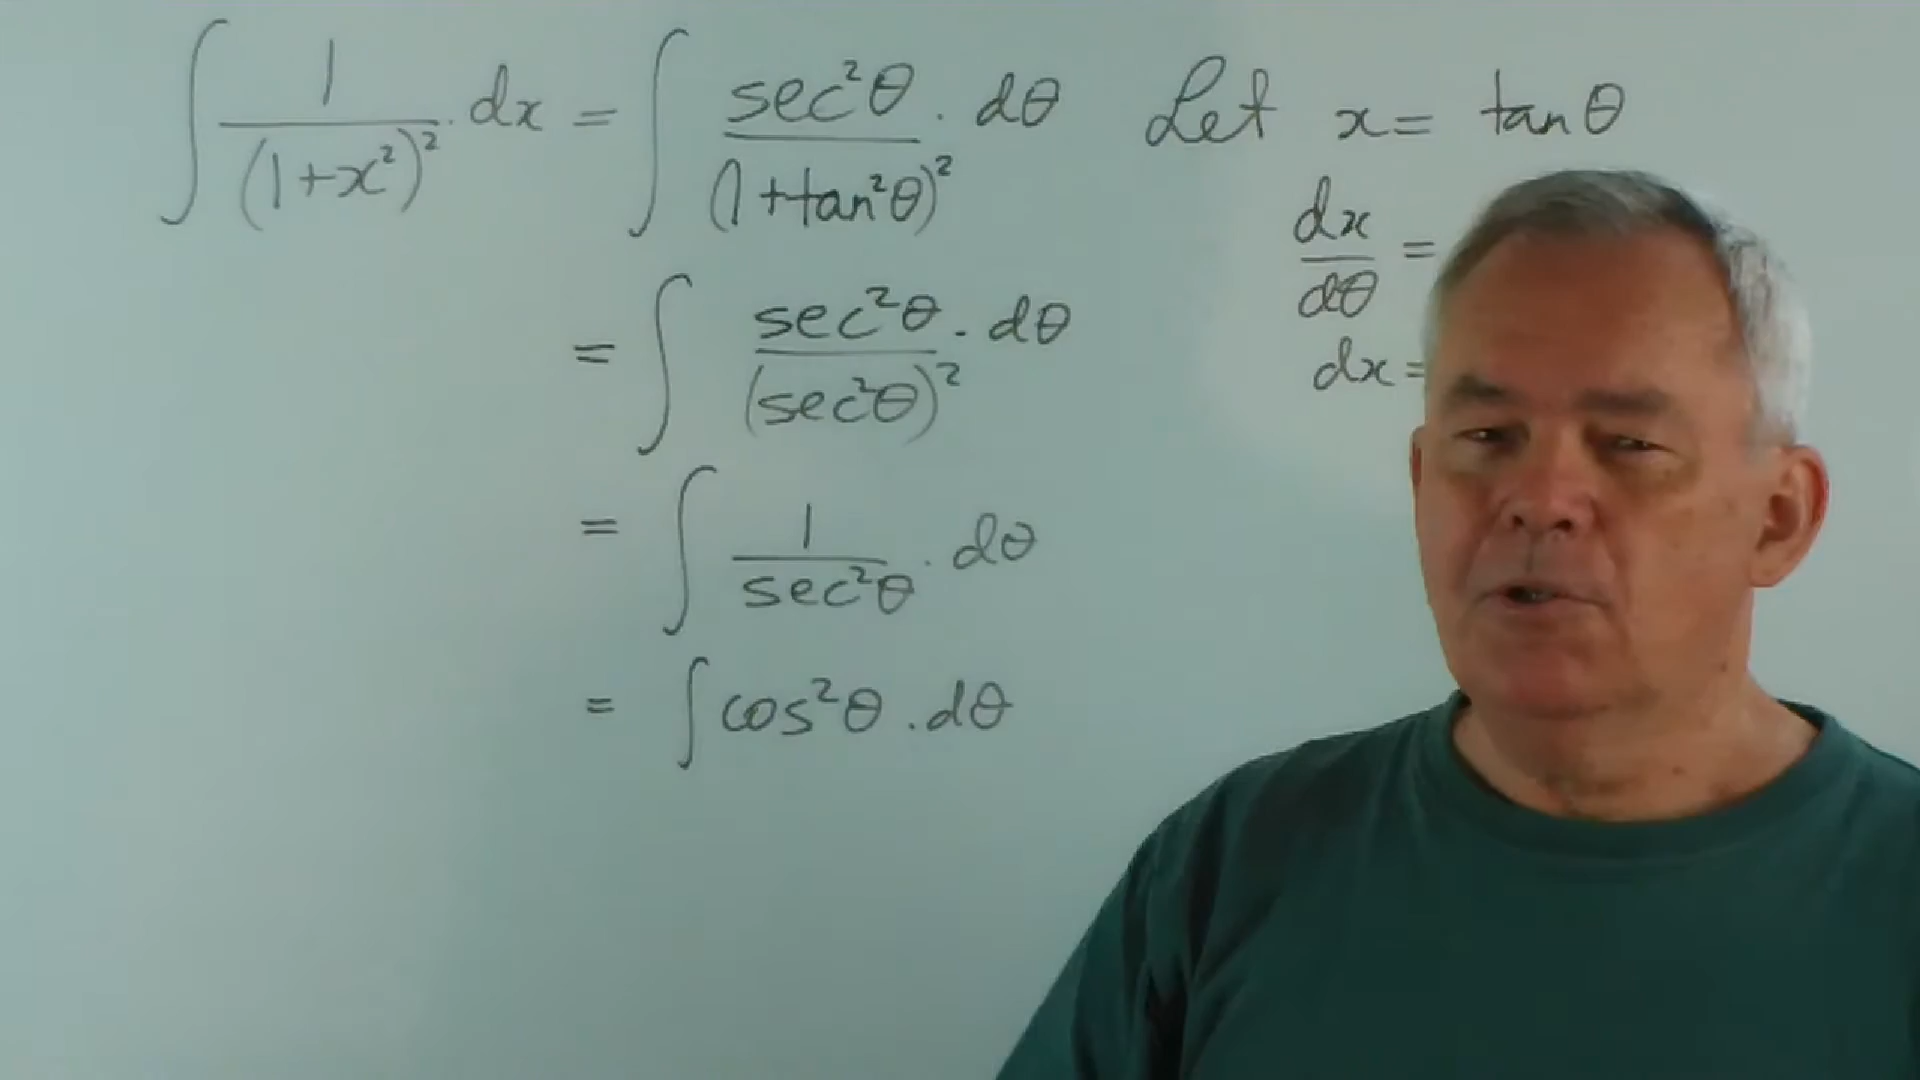 ∫ 1/(1+x²)² . dx = ∫ sec²θ/(1+tan²θ)² . dθ Let x = tanθ
dx/dθ =
= ∫ sec²θ/(sec²θ)² . dθ
dx =
= ∫ 1/sec²θ . dθ
= ∫ cos²θ . dθ